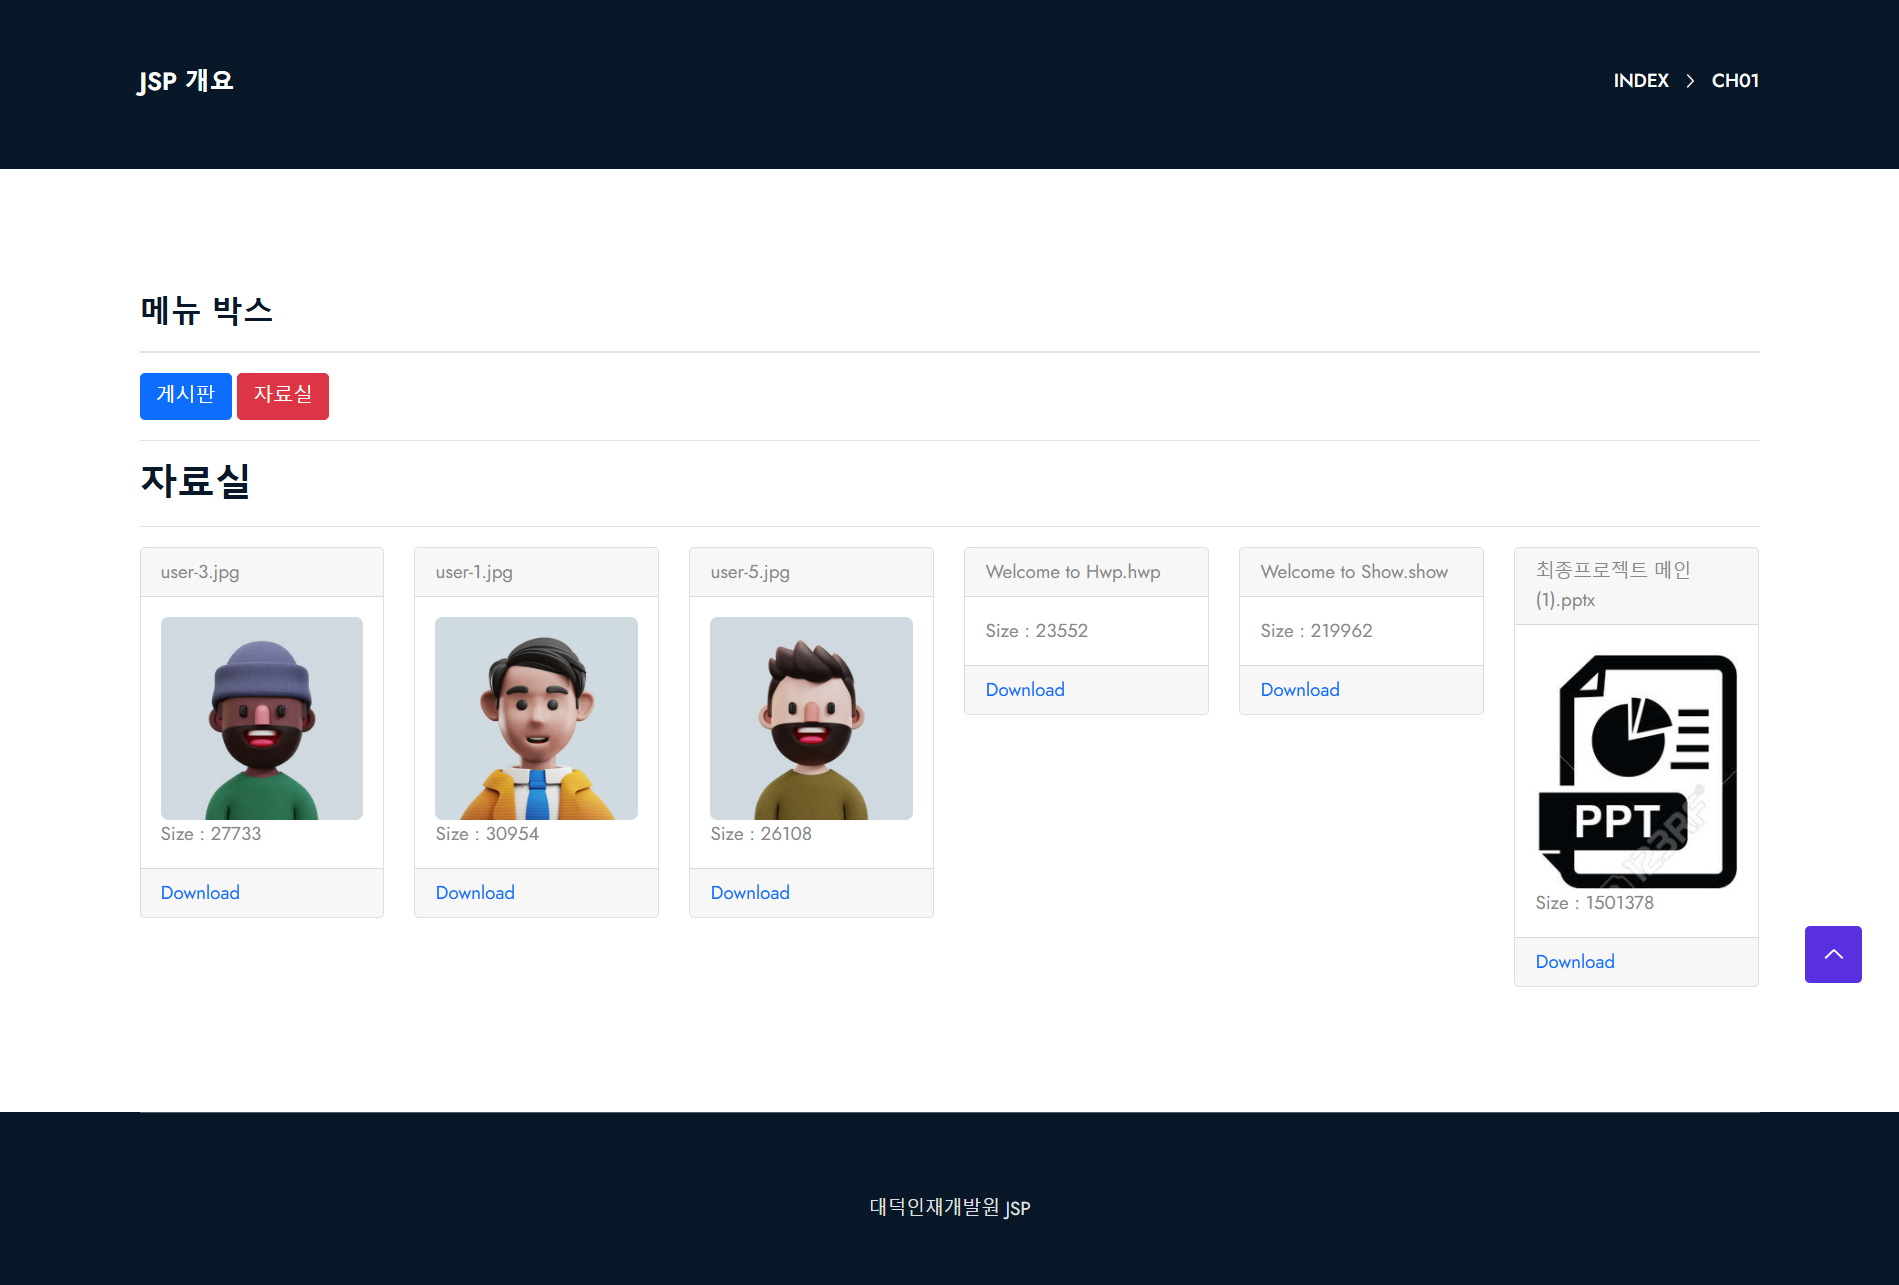 JSP 개요
INDEX > CH01
메뉴 박스
게시판 자료실
자료실
user-3.jpg
Size : 27733
Download
user-1.jpg
Size : 30954
Download
user-5.jpg
Size : 26108
Download
Welcome to Hwp.hwp
Size : 23552
Download
Welcome to Show.show
Size : 219962
Download
최종프로젝트 메인
(1).pptx
PPT
123RF
Size : 1501378
Download
대덕인재개발원 JSP